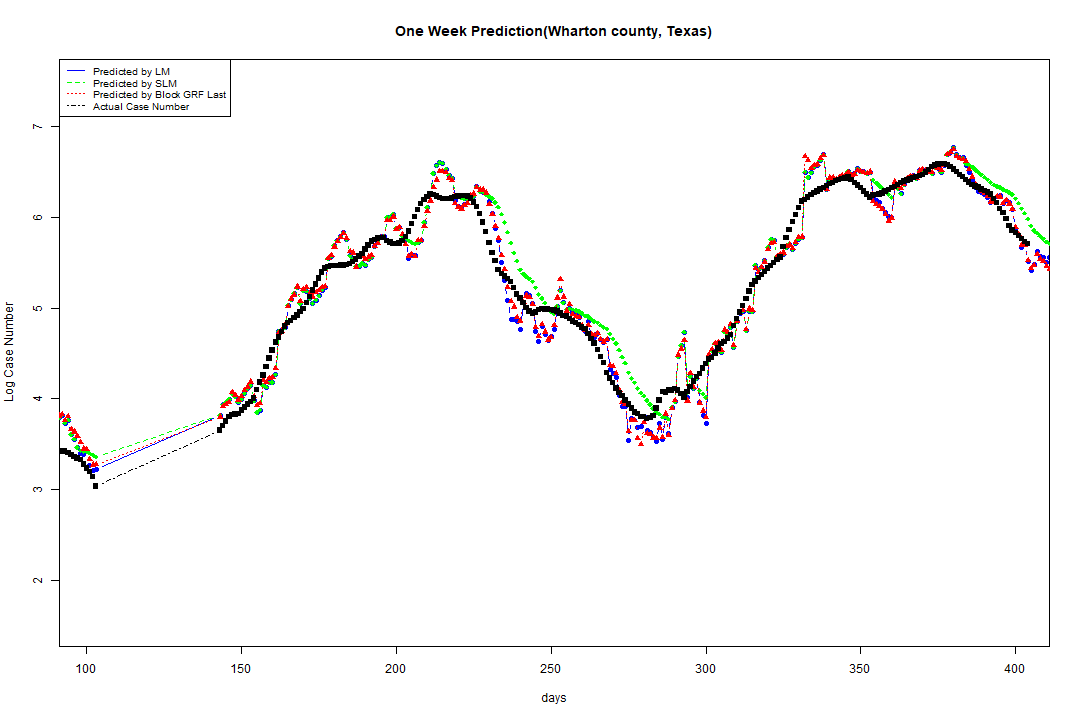 One Week Prediction(Wharton county, Texas)
Predicted by LM
Predicted by SLM
Predicted by Block GRF Last
Actual Case Number
7
6
5
4
3
2
Log Case Number
100 150 200 250 300 350 400
days